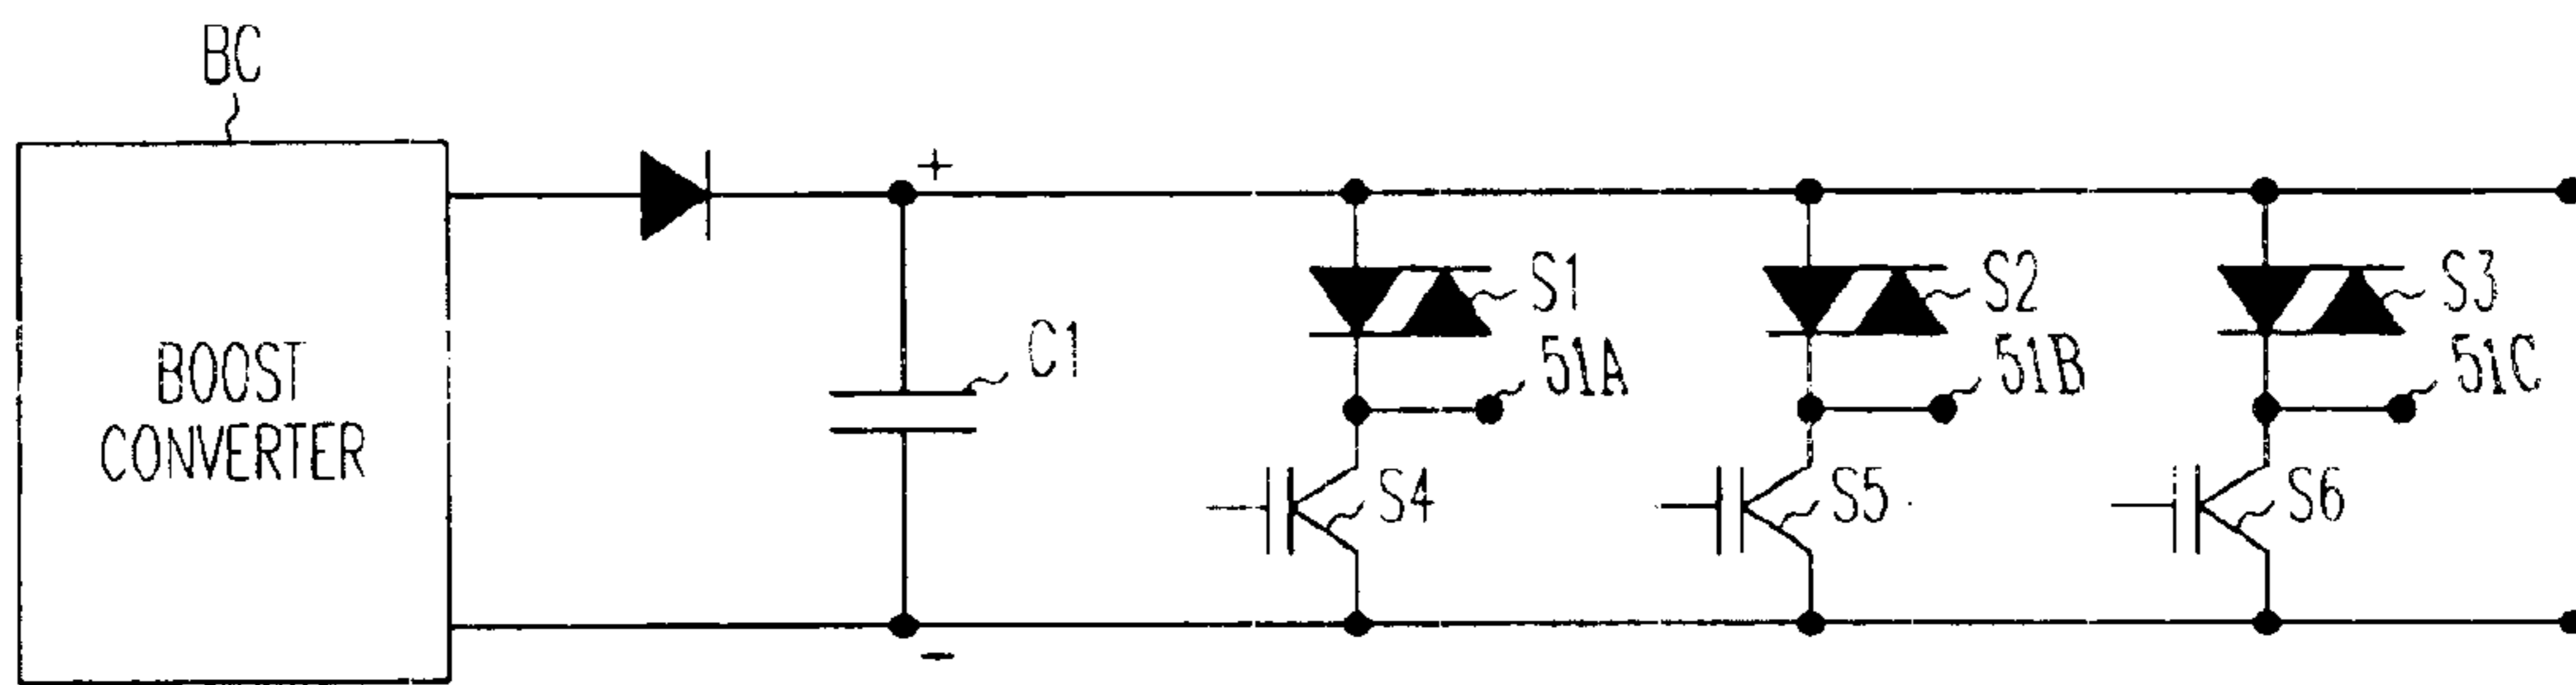 BC
BOOST
CONVERTER
+
-
C1
S1
51A
S4
S2
51B
S5
S3
51C
S6